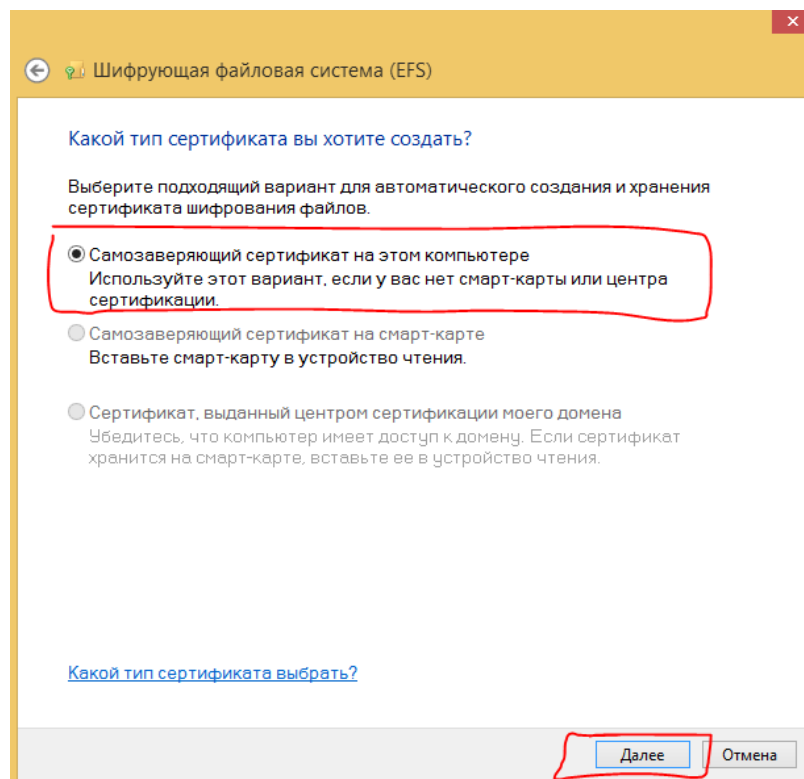 Шифрующая файловая система (EFS)
Какой тип сертификата вы хотите создать?
Выберите подходящий вариант для автоматического создания и хранения
сертификата шифрования файлов.
Самозаверяющий сертификат на этом компьютере
Используйте этот вариант, если у вас нет смарт-карты или центра
сертификации.
Самозаверяющий сертификат на смарт-карте
Вставьте смарт-карту в устройство чтения.
Сертификат, выданный центром сертификации моего домена
Убедитесь, что компьютер имеет доступ к домену. Если сертификат
хранится на смарт-карте, вставьте ее в устройство чтения.
Какой тип сертификата выбрать?
Далее
Отмена